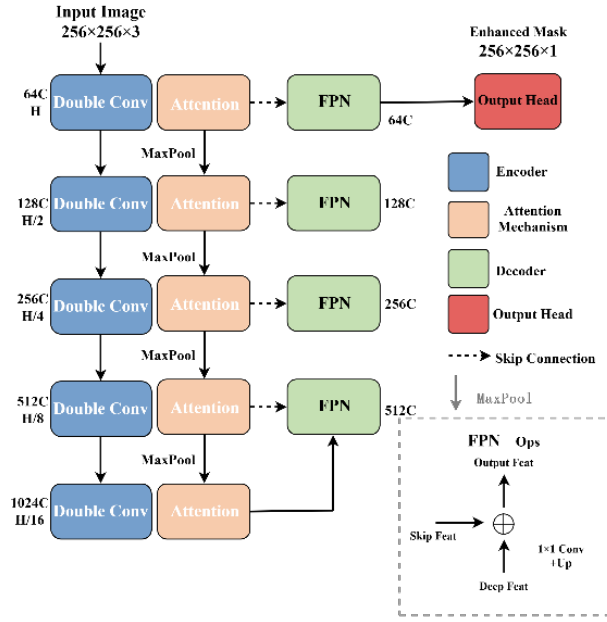 Input Image
256×256×3
Enhanced Mask
256×256×1
64C
H
Double Conv
Attention
FPN
64C
Output Head
MaxPool
128C
H/2
Double Conv
Attention
FPN
128C
MaxPool
256C
H/4
Double Conv
Attention
FPN
256C
MaxPool
512C
H/8
Double Conv
Attention
FPN
512C
MaxPool
1024C
H/16
Double Conv
Attention
Encoder
Attention
Mechanism
Decoder
Output Head
Skip Connection
MaxPool
FPN Ops
Output Feat
Skip Feat
1×1 Conv
+Up
Deep Feat